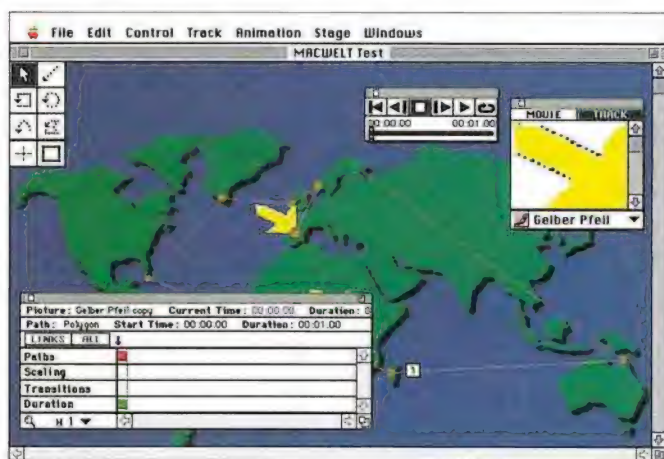 File Edit Control Track Animation Stage Windows
MACWELT Test
00:00.00 00:01.00
MOVIE TRACK
Gelber Pfeil
Picture: Gelber Pfeil copy Current Time: 00:00.00 Duration: 0
Path: Polygon Start Time: 00:00.00 Duration: 00:01.00
LINKS ALL
Paths
Scaling
Transitions
Duration
x 1
1